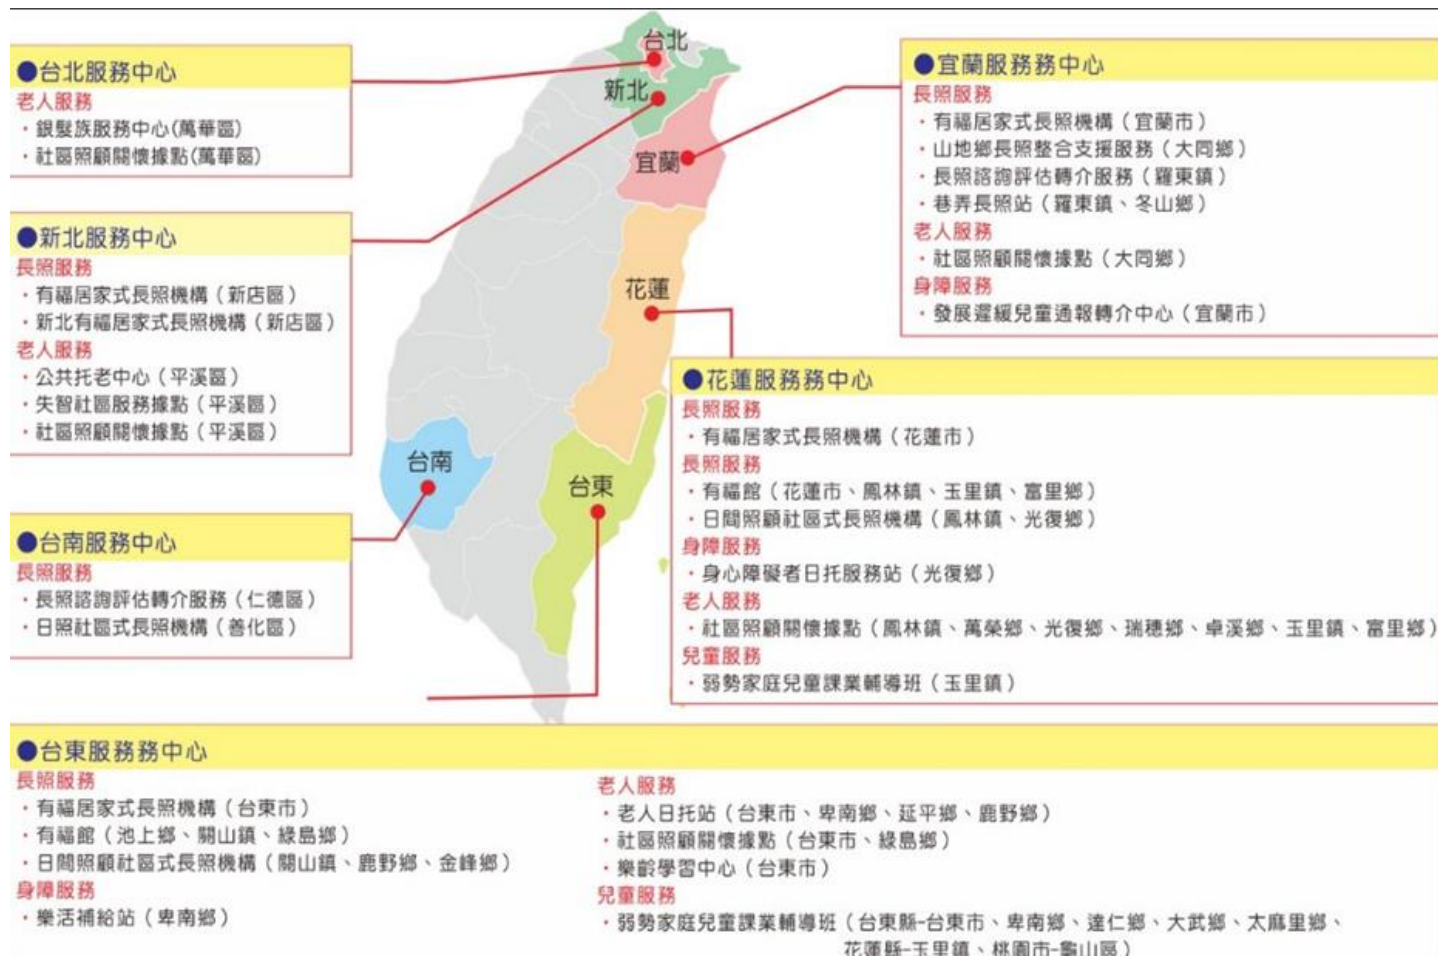 台北
新北
宜蘭
花蓮
台南
台東
●台北服務中心
老人服務
・銀髮族服務中心(萬華區)
・社區照顧關懷據點(萬華區)
●新北服務中心
長照服務
・有福居家式長照機構（新店區）
・新北有福居家式長照機構（新店區）
老人服務
・公共托老中心（平溪區）
・失智社區服務據點（平溪區）
・社區照顧關懷據點（平溪區）
●台南服務中心
長照服務
・長照諮詢評估轉介服務（仁德區）
・日照社區式長照機構（善化區）
●宜蘭服務務中心
長照服務
・有福居家式長照機構（宜蘭市）
・山地鄉長照整合支援服務（大同鄉）
・長照諮詢評估轉介服務（羅東鎮）
・巷弄長照站（羅東鎮、冬山鄉）
老人服務
・社區照顧關懷據點（大同鄉）
身障服務
・發展遲緩兒童通報轉介中心（宜蘭市）
●花蓮服務務中心
長照服務
・有福居家式長照機構（花蓮市）
長照服務
・有福館（花蓮市、鳳林鎮、玉里鎮、富里鄉）
・日間照顧社區式長照機構（鳳林鎮、光復鄉）
身障服務
・身心障礙者日托服務站（光復鄉）
老人服務
・社區照顧關懷據點（鳳林鎮、萬榮鄉、光復鄉、瑞穗鄉、卓溪鄉、玉里鎮、富里鄉）
兒童服務
・弱勢家庭兒童課業輔導班（玉里鎮）
●台東服務務中心
長照服務
・有福居家式長照機構（台東市）
・有福館（池上鄉、關山鎮、綠島鄉）
・日間照顧社區式長照機構（關山鎮、鹿野鄉、金峰鄉）
身障服務
・樂活補給站（卑南鄉）
老人服務
・老人日托站（台東市、卑南鄉、延平鄉、鹿野鄉）
・社區照顧關懷據點（台東市、綠島鄉）
・樂齡學習中心（台東市）
兒童服務
・弱勢家庭兒童課業輔導班（台東縣-台東市、卑南鄉、達仁鄉、大武鄉、太麻里鄉、
花蓮縣-玉里鎮、桃園市-龜山區）